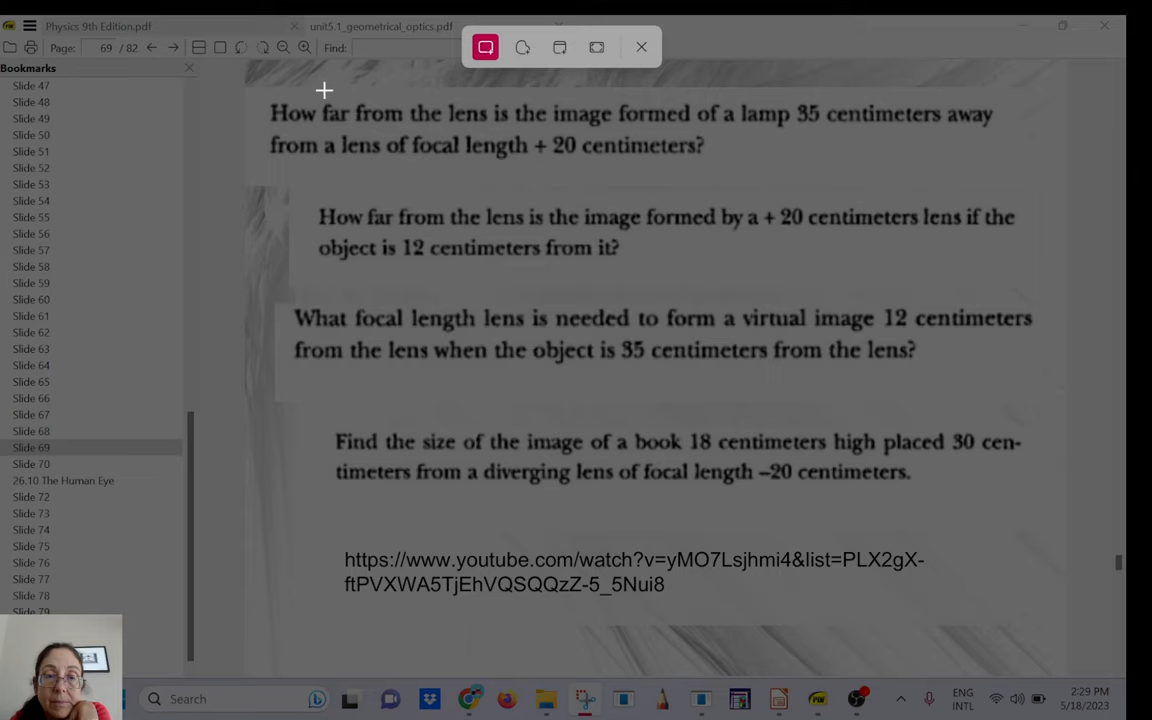 Physics 9th Edition.pdf
unit5.1_geometrical_optics.pdf
Page: 69 / 82
Find:
Bookmarks
Slide 47
Slide 48
Slide 49
Slide 50
Slide 51
Slide 52
Slide 53
Slide 54
Slide 55
Slide 56
Slide 57
Slide 58
Slide 59
Slide 60
Slide 61
Slide 62
Slide 63
Slide 64
Slide 65
Slide 66
Slide 67
Slide 68
Slide 69
Slide 70
26.10 The Human Eye
Slide 72
Slide 73
Slide 74
Slide 75
Slide 76
Slide 77
Slide 78
Slide 79
How far from the lens is the image formed of a lamp 35 centimeters away
from a lens of focal length + 20 centimeters?
How far from the lens is the image formed by a + 20 centimeters lens if the
object is 12 centimeters from it?
What focal length lens is needed to form a virtual image 12 centimeters
from the lens when the object is 35 centimeters from the lens?
Find the size of the image of a book 18 centimeters high placed 30 cen-
timeters from a diverging lens of focal length –20 centimeters.
https://www.youtube.com/watch?v=yMO7Lsjhmi4&list=PLX2gX-
ftPVXWA5TjEhVQSQQzZ-5_5Nui8
Search
ENG
INTL
2:29 PM
5/18/2023